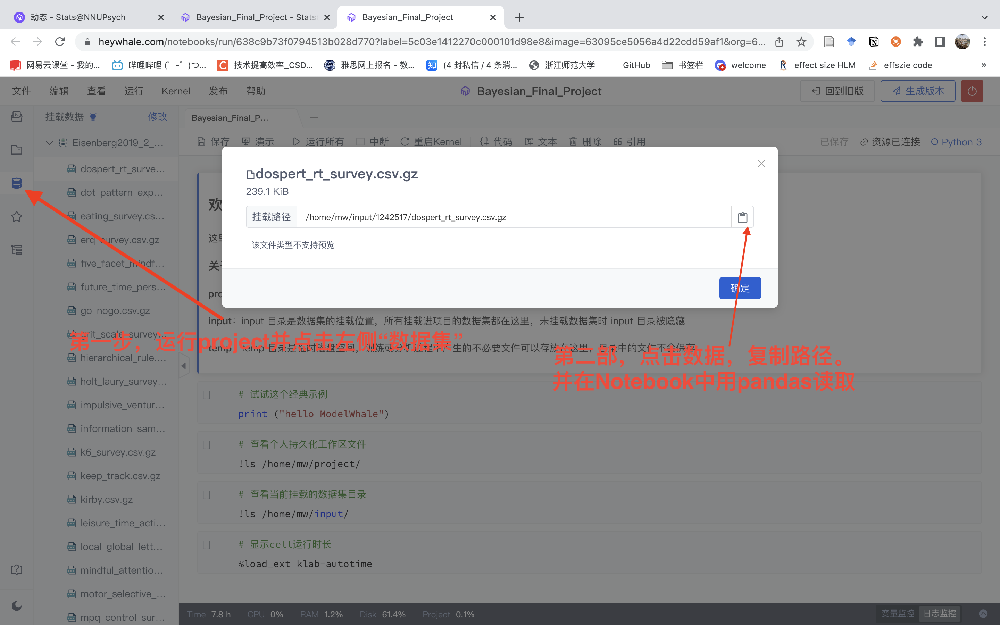 动态 - Stats@NNUPsych
Bayesian_Final_Project - Stats
Bayesian_Final_Project
heywhale.com/notebooks/run/638c9b73f0794513b028d770?label=5c03e1412270c000101d98e8&image=63095ce5056a4d22cdd59af1&org=6...
网易云课堂 - 我的... 哔哩哔哩 (゜-゜)つ... 技术提高效率_CSD... 雅思网上报名 - 教... (4 封私信 / 4 条消... 浙江师范大学 GitHub 书签栏 welcome effect size HLM effszie code »
文件 编辑 查看 运行 Kernel 发布 帮助
Bayesian_Final_Project
回到旧版 生成版本
挂载数据 修改
Bayesian_Final_P...
Eisenberg2019_2_...
保存 演示 运行所有 中断 重启Kernel 代码 文本 删除 引用
已保存 资源已连接 Python 3
dospert_rt_surve...
dot_pattern_exp...
eating_survey.cs...
erq_survey.csv.gz
five_facet_mindf...
future_time_pers...
go_nogo.csv.gz
grit_scale_survey...
hierarchical_rule....
holt_laury_survey...
impulsive_ventur...
information_sam...
k6_survey.csv.gz
keep_track.csv.gz
kirby.csv.gz
leisure_time_acti...
local_global_lett...
mindful_attentio...
motor_selective_...
mpq_control_sur...
dospert_rt_survey.csv.gz
239.1 KiB
挂载路径 /home/mw/input/1242517/dospert_rt_survey.csv.gz
该文件类型不支持预览
确定
欢
这里
关于
pro
input：input 目录是数据集的挂载位置，所有挂载进项目的数据集都在这里，未挂载数据集时 input 目录被隐藏
temp：temp 目录是临时磁盘空间，训练或分析过程中产生的不必要文件可以存放在这里，目录中的文件不会保存
第一步，运行project并点击左侧“数据集”
第二部，点击数据，复制路径。
并在Notebook中用pandas读取
[] # 试试这个经典示例
print ("hello ModelWhale")
[] # 查看个人持久化工作区文件
!ls /home/mw/project/
[] # 查看当前挂载的数据集目录
!ls /home/mw/input/
[] # 显示cell运行时长
%load_ext klab-autotime
Time 7.8 h CPU 0% RAM 1.2% Disk 61.4% Project 0.1%
变量监控 日志监控